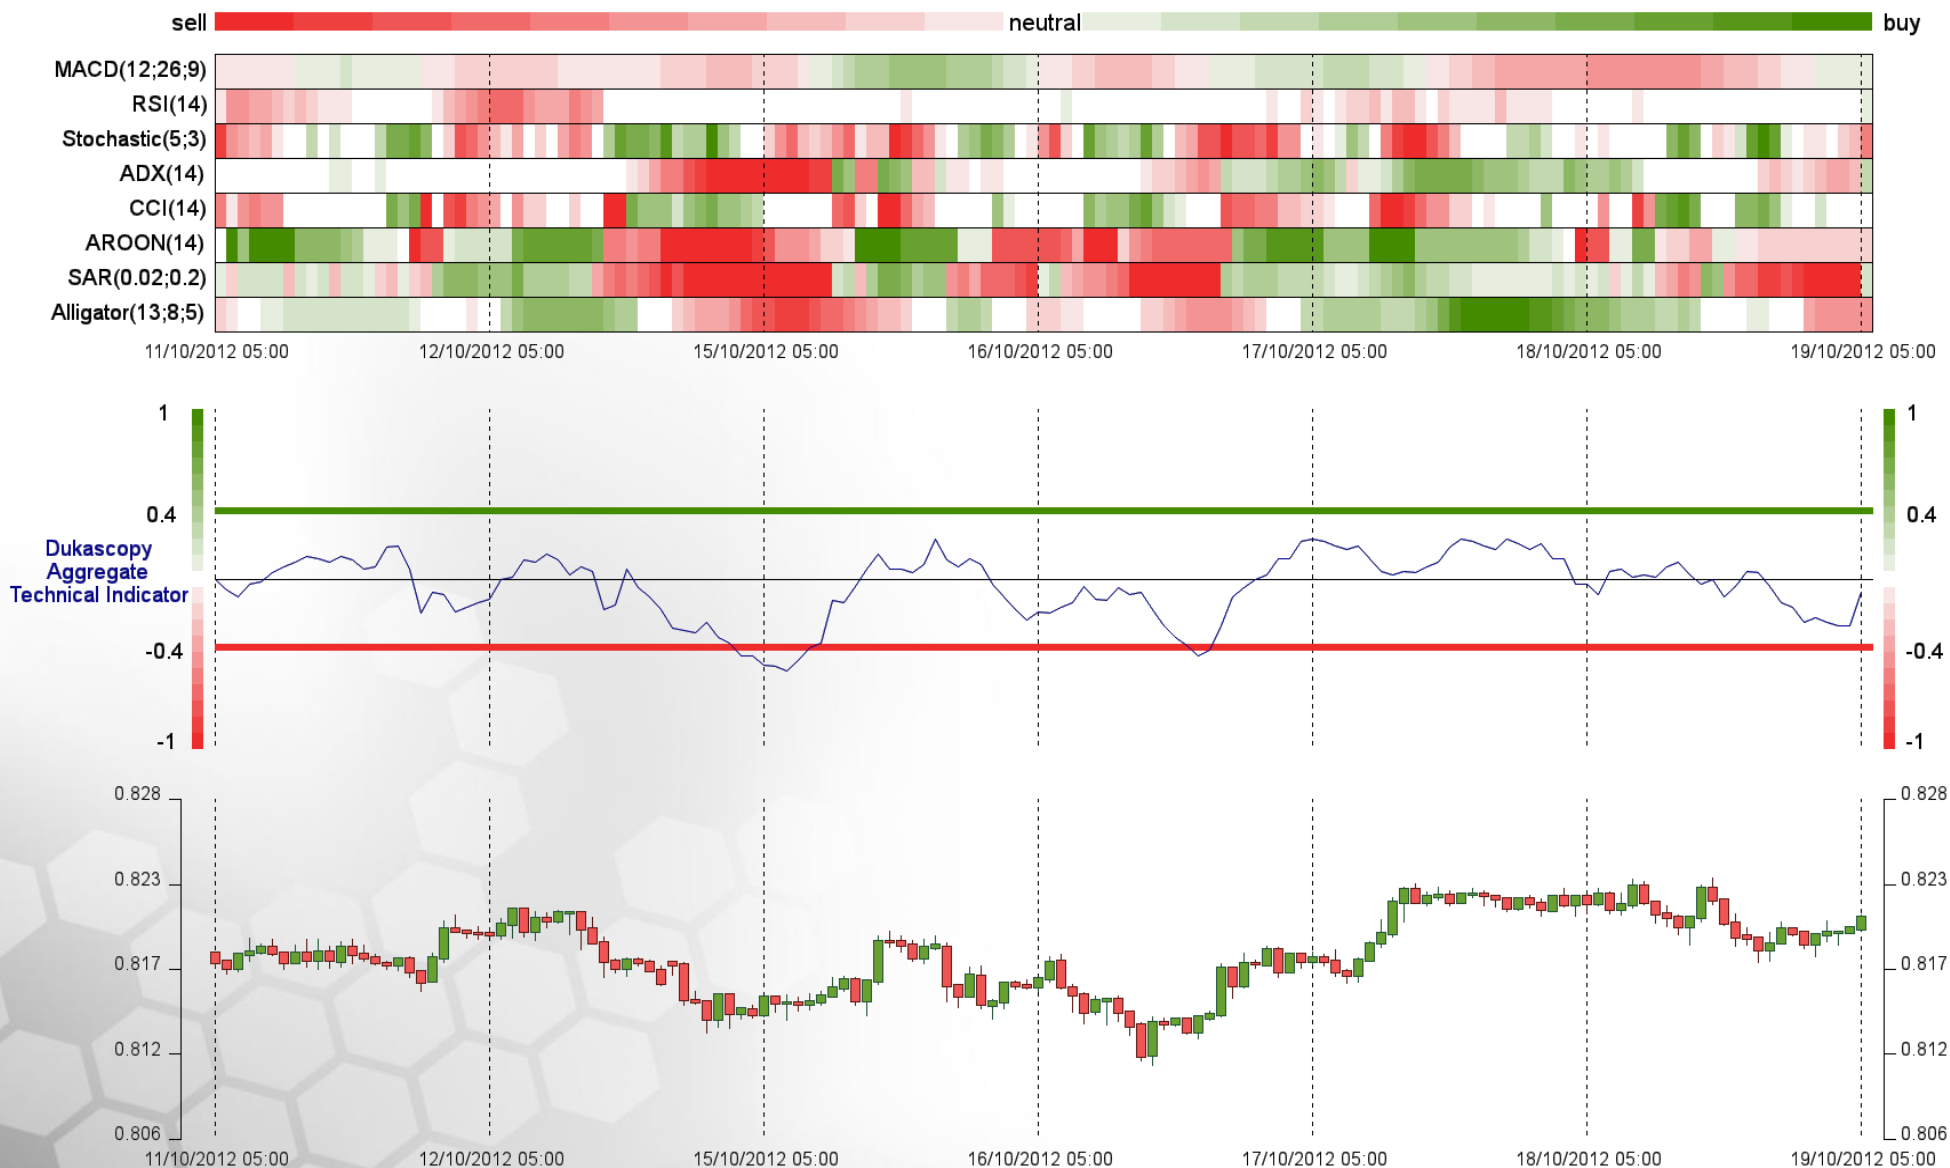 sell neutral buy
MACD(12;26;9)
RSI(14)
Stochastic(5;3)
ADX(14)
CCI(14)
AROON(14)
SAR(0.02;0.2)
Alligator(13;8;5)
11/10/2012 05:00 12/10/2012 05:00 15/10/2012 05:00 16/10/2012 05:00 17/10/2012 05:00 18/10/2012 05:00 19/10/2012 05:00
1 1
0.4 0.4
Dukascopy
Aggregate
Technical Indicator
-0.4 -0.4
-1 -1
0.828 0.828
0.823 0.823
0.817 0.817
0.812 0.812
0.806 0.806
11/10/2012 05:00 12/10/2012 05:00 15/10/2012 05:00 16/10/2012 05:00 17/10/2012 05:00 18/10/2012 05:00 19/10/2012 05:00